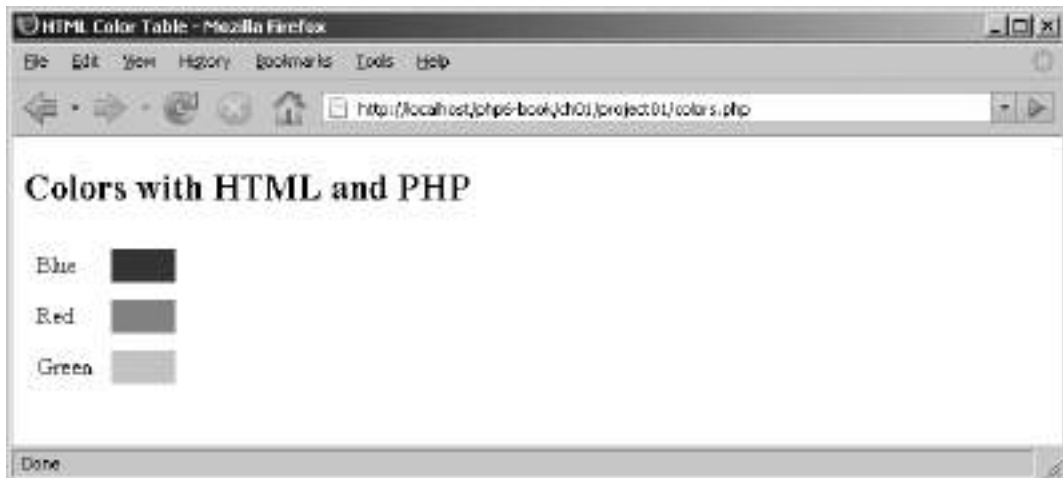 HTML Color Table - Mozilla Firefox
File Edit View History Bookmarks Tools Help
http://localhost/php6-book/ch01/project01/colors.php
Colors with HTML and PHP
Blue
Red
Green
Done